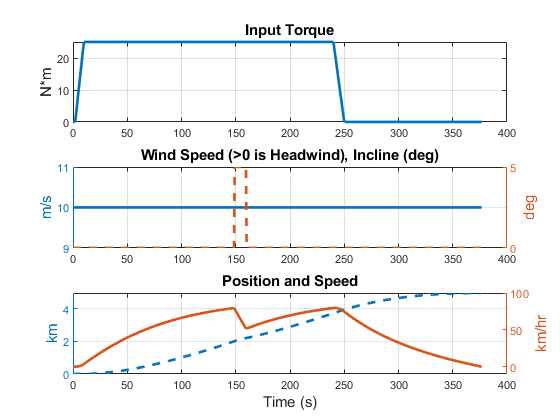 Input Torque
N*m
20
10
0
0 50 100 150 200 250 300 350 400
Wind Speed (>0 is Headwind), Incline (deg)
m/s
11
10
9
5
0
deg
0 50 100 150 200 250 300 350 400
Position and Speed
km
4
2
0
100
50
0
km/hr
0 50 100 150 200 250 300 350 400
Time (s)